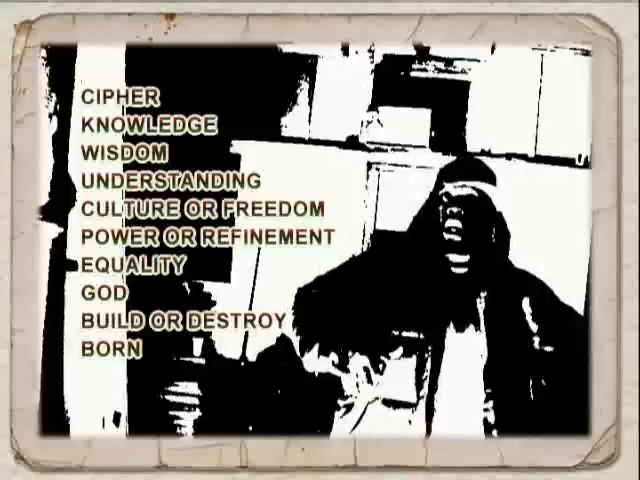 CIPHER
KNOWLEDGE
WISDOM
UNDERSTANDING
CULTURE OR FREEDOM
POWER OR REFINEMENT
EQUALITY
GOD
BUILD OR DESTROY
BORN